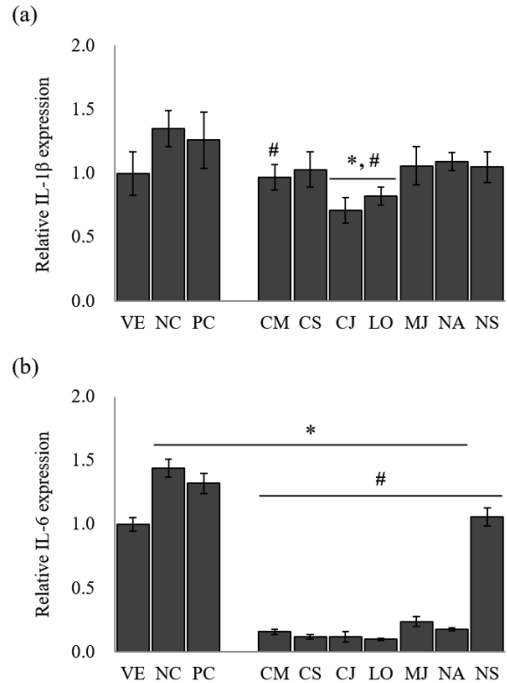 (a)
Relative IL-1β expression
2.0
1.5
1.0
0.5
0.0
#
*, #
VE NC PC CM CS CJ LO MJ NA NS
(b)
Relative IL-6 expression
2.0
1.5
1.0
0.5
0.0
*
#
VE NC PC CM CS CJ LO MJ NA NS